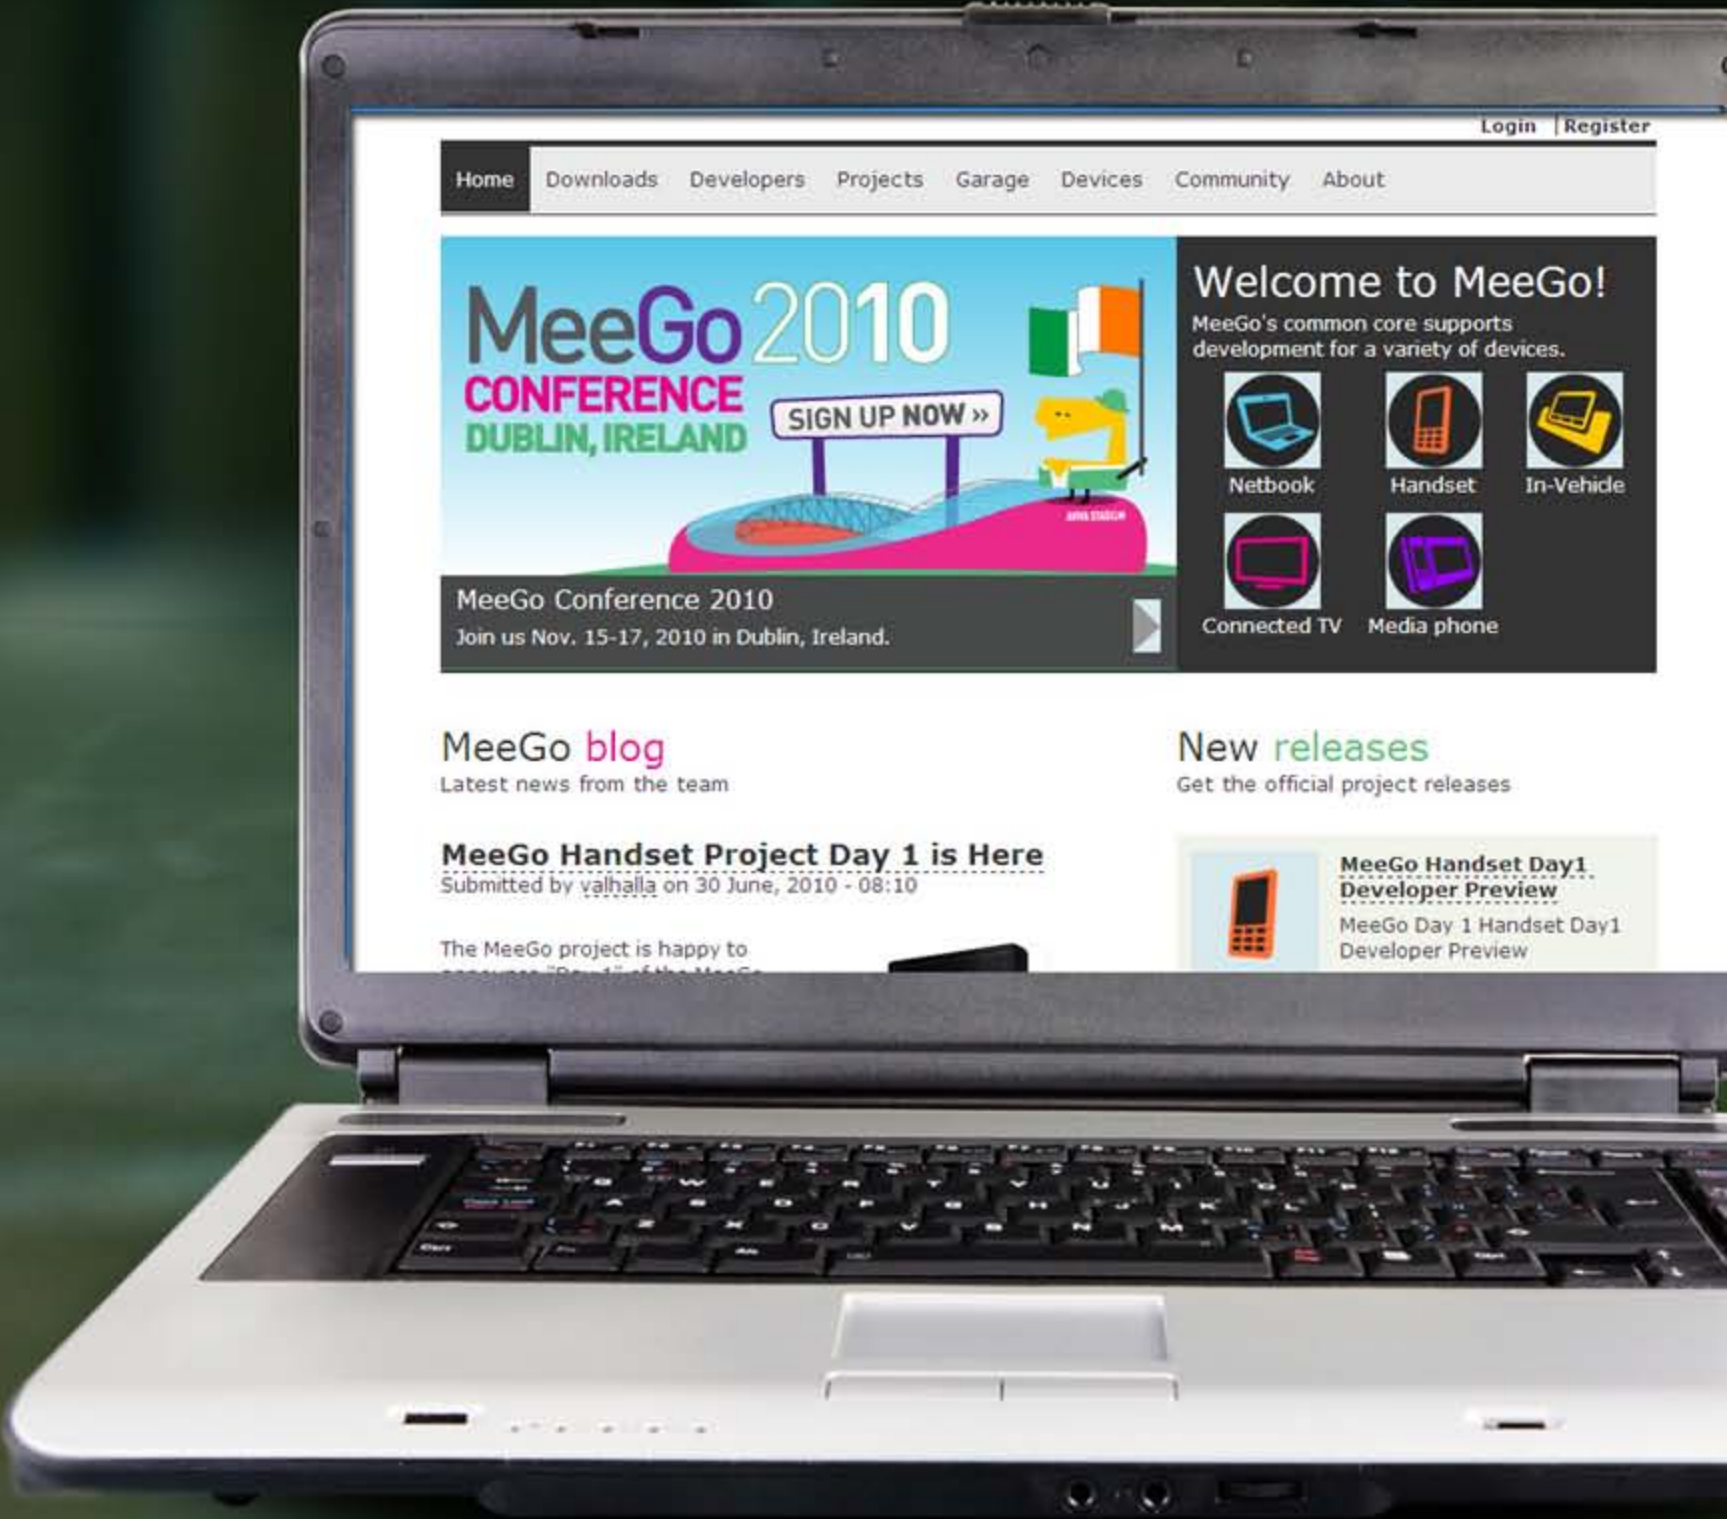 Login | Register
Home Downloads Developers Projects Garage Devices Community About
MeeGo 2010
CONFERENCE
DUBLIN, IRELAND
SIGN UP NOW »
AVIVA STADIUM
MeeGo Conference 2010
Join us Nov. 15-17, 2010 in Dublin, Ireland.
Welcome to MeeGo!
MeeGo's common core supports
development for a variety of devices.
Netbook Handset In-Vehicle
Connected TV Media phone
MeeGo blog
Latest news from the team
MeeGo Handset Project Day 1 is Here
Submitted by valhalla on 30 June, 2010 - 08:10
The MeeGo project is happy to
New releases
Get the official project releases
MeeGo Handset Day1
Developer Preview
MeeGo Day 1 Handset Day1
Developer Preview